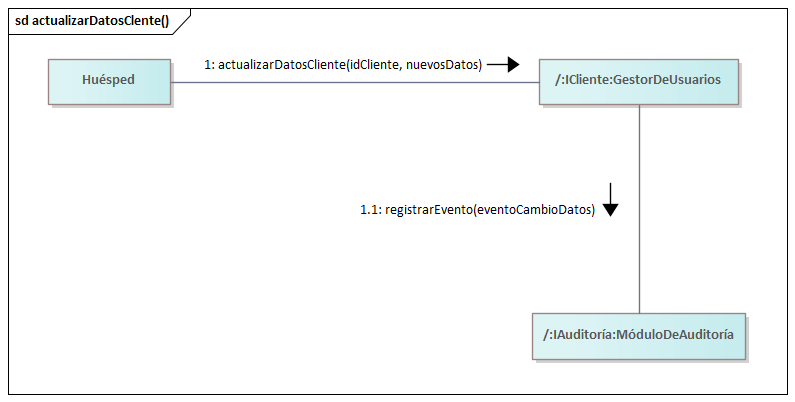 sd actualizarDatosClente()
1: actualizarDatosCliente(idCliente, nuevosDatos)
Huésped
/:ICliente:GestorDeUsuarios
1.1: registrarEvento(eventoCambioDatos)
/:IAuditoría:MóduloDeAuditoría